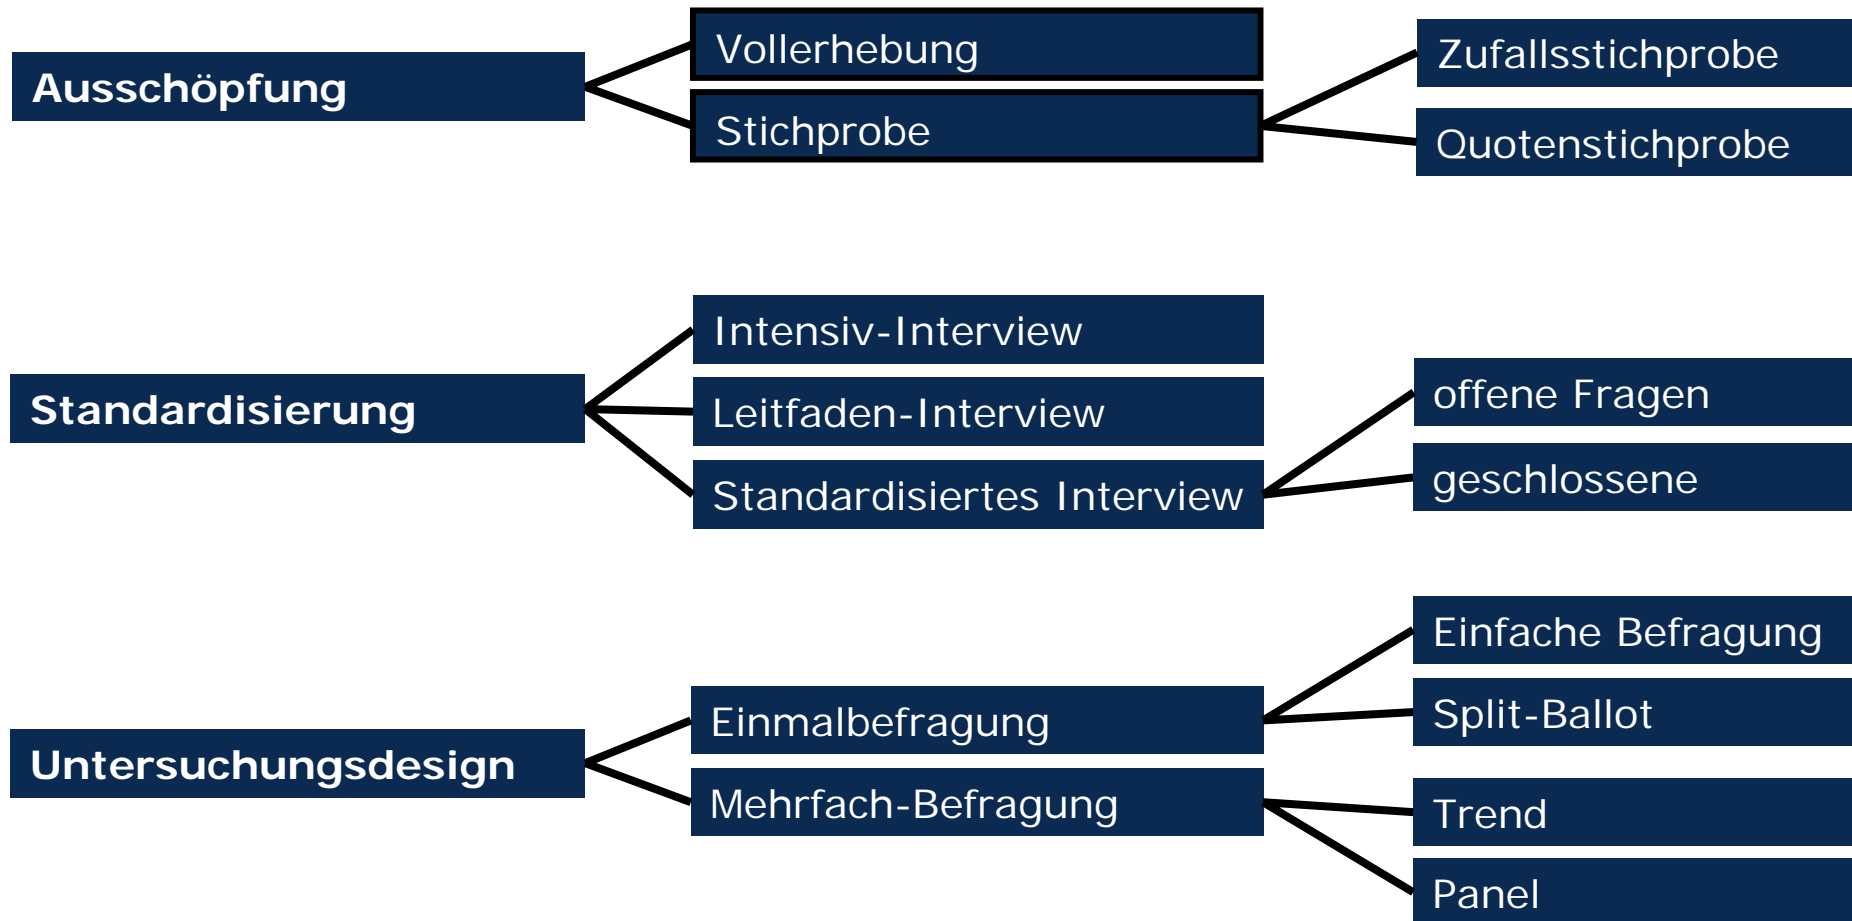 Ausschöpfung
Vollerhebung
Stichprobe
Zufallsstichprobe
Quotenstichprobe
Standardisierung
Intensiv-Interview
Leitfaden-Interview
Standardisiertes Interview
offene Fragen
geschlossene
Untersuchungsdesign
Einmalbefragung
Mehrfach-Befragung
Einfache Befragung
Split-Ballot
Trend
Panel